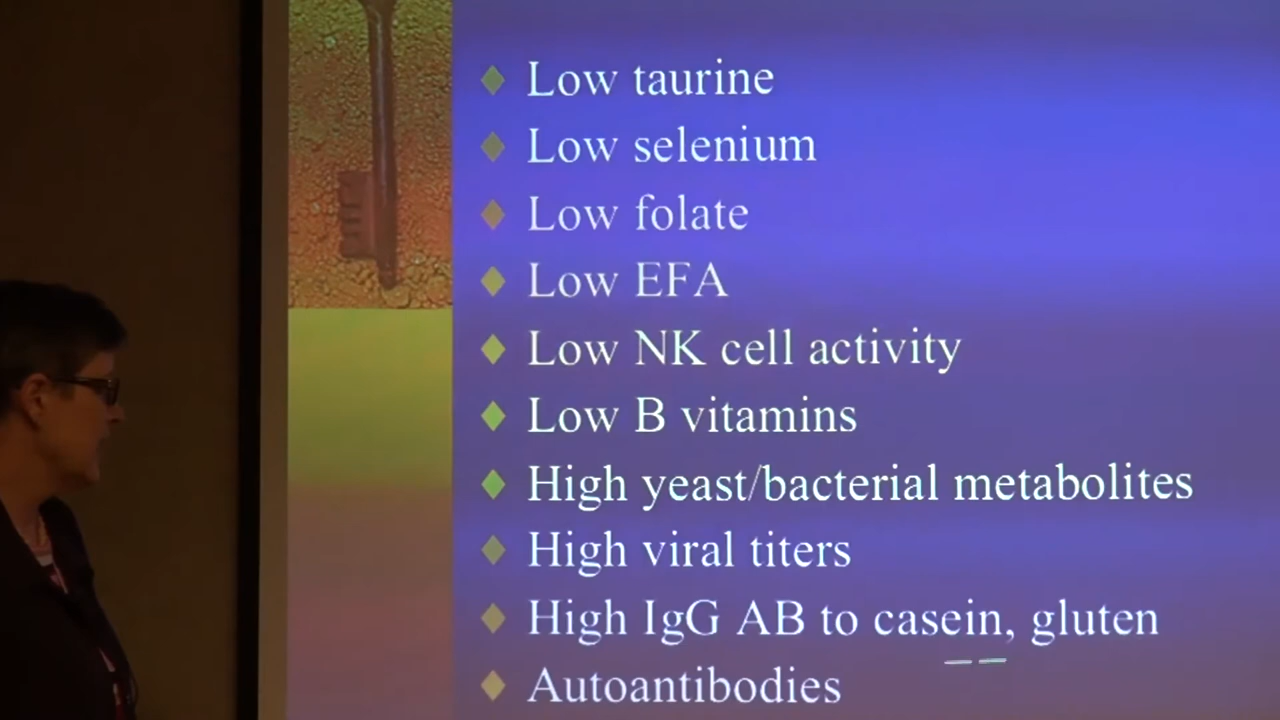 Low taurine
Low selenium
Low folate
Low EFA
Low NK cell activity
Low B vitamins
High yeast/bacterial metabolites
High viral titers
High IgG AB to casein, gluten
Autoantibodies